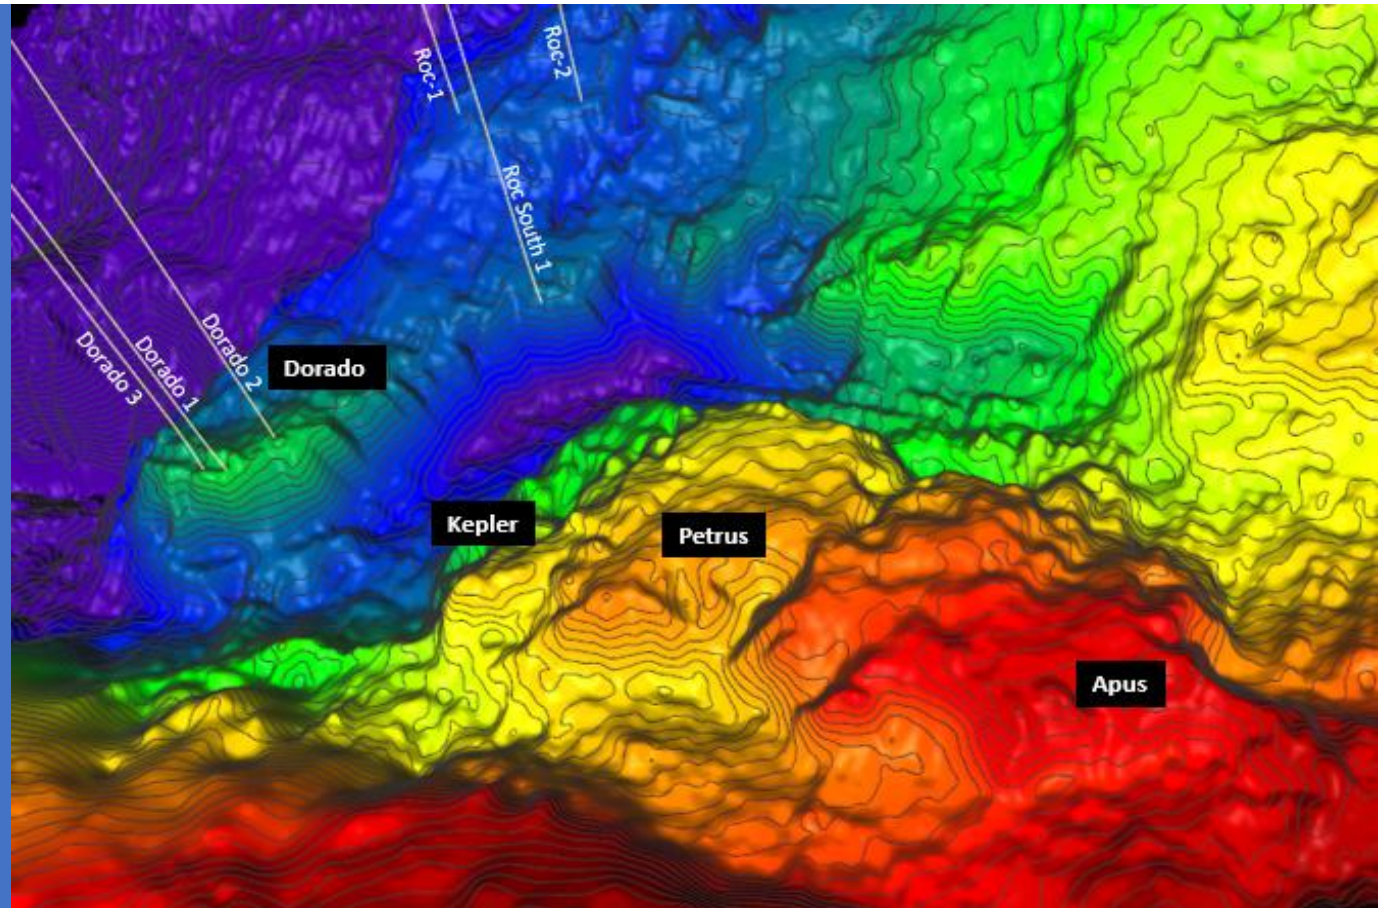 Roc-1
Roc-2
Roc South 1
Dorado 2
Dorado 1
Dorado 3
Dorado
Kepler
Petrus
Apus